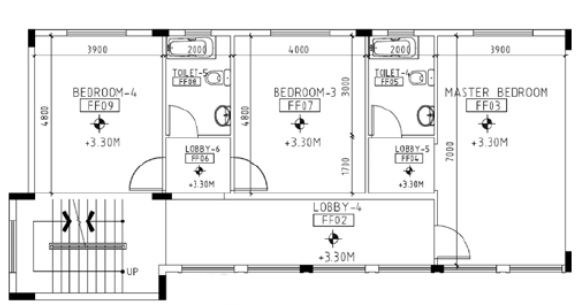 3900
2000
4000
2000
3900
BEDROOM-4
FF09
+3.30M
4800
TOILET-5
FF08
LOBBY-6
FF06
+3.30M
BEDROOM-3
FF07
+3.30M
4800
3000
1730
TOILET-4
FF05
LOBBY-5
FF04
+3.30M
MASTER BEDROOM
FF03
+3.30M
7000
LOBBY-4
FF02
+3.30M
UP